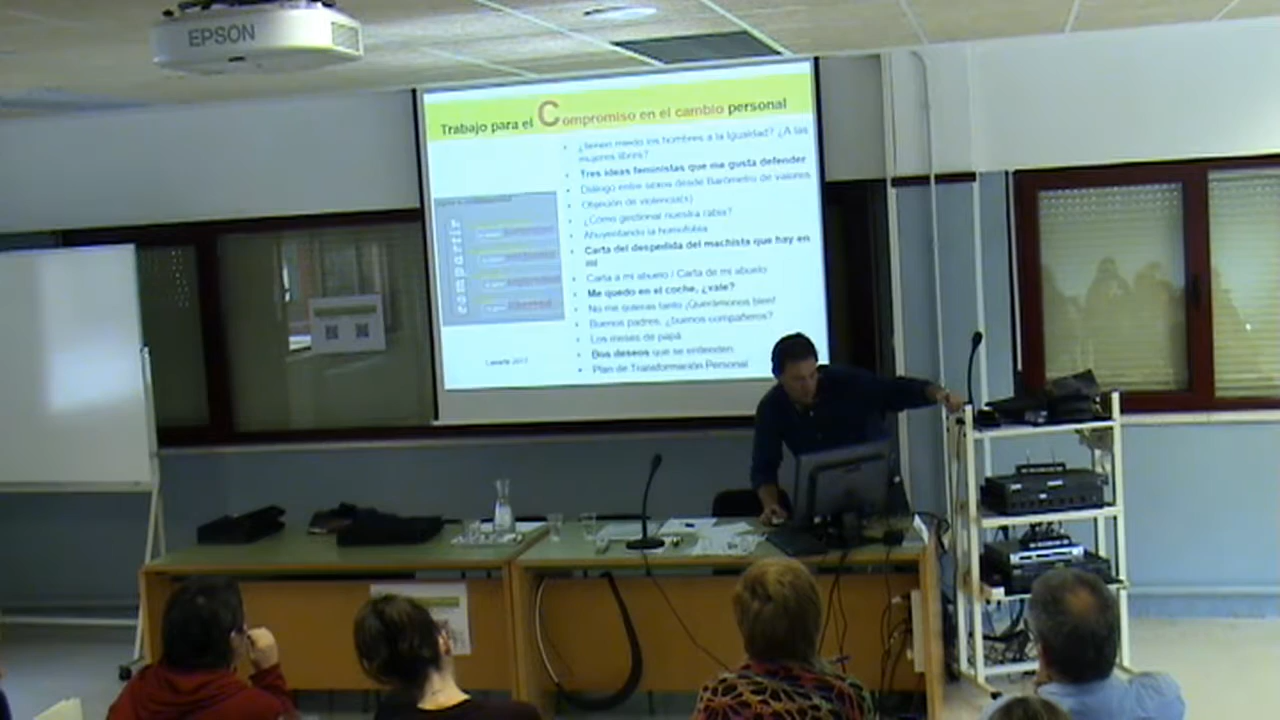 EPSON
Trabajo para el Compromiso en el cambio personal
¿Tienen miedo los hombres a la Igualdad? ¿A las
mujeres libres?
Tres ideas feministas que me gusta defender
Diálogo entre sexos desde Barómetro de valores
Objeción de violencia(s)
¿Cómo gestionar nuestra rabia?
Ahuyentando la homofobia
Carta del despedida del machista que hay en
mí
Carta a mi abuelo / Carta de mi abuelo
Me quedo en el coche, ¿vale?
No me quieras tanto ¡Querámonos bien!
Buenos padres, ¿buenos compañeros?
Los meses de papá
Dos deseos que se entienden
Plan de Transformación Personal